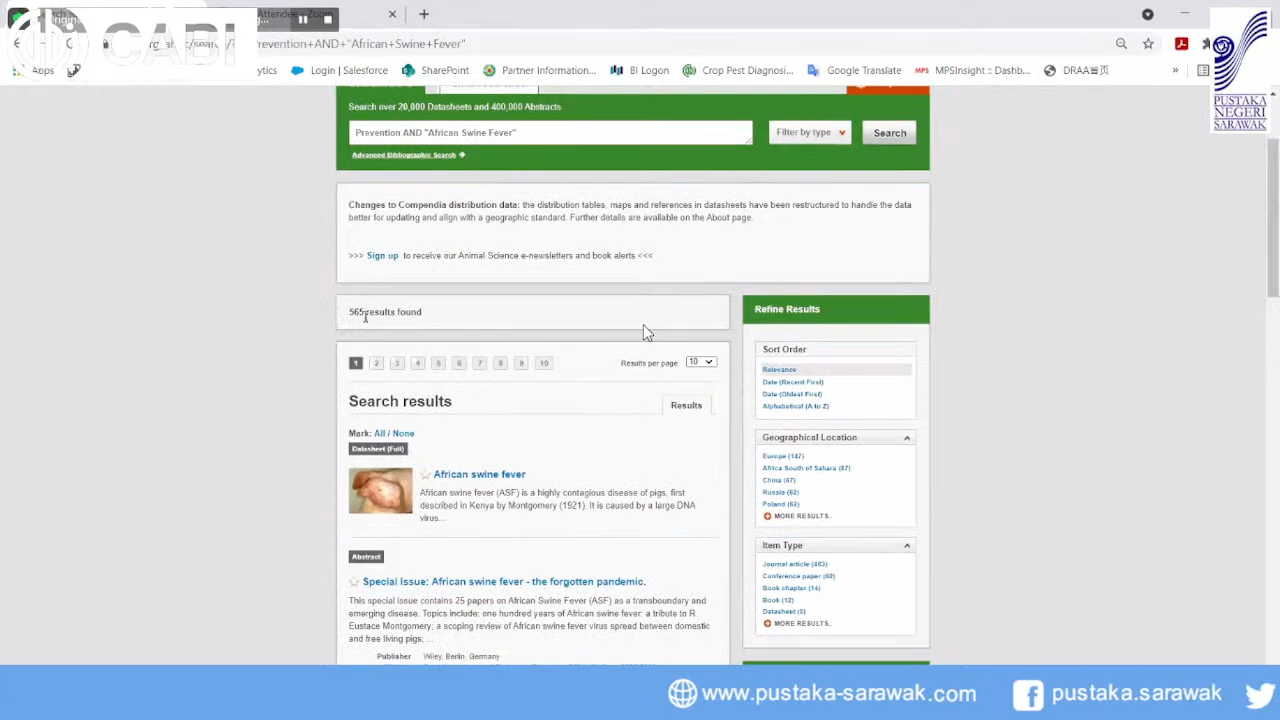 Attendee - Zoom
CABI
Prevention+AND+"African+Swine+Fever"
Apps
Login | Salesforce
SharePoint
Partner Information...
BI Logon
Crop Pest Diagnosi...
Google Translate
MPS MPSInsight :: Dashb...
DRAA首页
»
PUSTAKA
NEGERI
SARAWAK
Search over 20,000 Datasheets and 400,000 Abstracts
Prevention AND "African Swine Fever"
Filter by type
Search
Advanced Bibliographic Search
Changes to Compendia distribution data: the distribution tables, maps and references in datasheets have been restructured to handle the data
better for updating and align with a geographic standard. Further details are available on the About page.
>>> Sign up to receive our Animal Science e-newsletters and book alerts <<<
565 results found
1 2 3 4 5 6 7 8 9 10
Results per page: 10
Search results
Results
Mark: All / None
Datasheet (Full)
African swine fever
African swine fever (ASF) is a highly contagious disease of pigs, first
described in Kenya by Montgomery (1921). It is caused by a large DNA
virus...
Abstract
Special Issue: African swine fever - the forgotten pandemic.
This special issue contains 25 papers on African Swine Fever (ASF) as a transboundary and
emerging disease. Topics include: one hundred years of African swine fever: a tribute to R.
Eustace Montgomery; a scoping review of African swine fever virus spread between domestic
and free living pigs; ...
Publisher Wiley, Berlin, Germany
Refine Results
Sort Order
Relevance
Date (Recent First)
Date (Oldest First)
Alphabetical (A to Z)
Geographical Location
Europe (147)
Africa South of Sahara (87)
China (67)
Russia (63)
Poland (53)
MORE RESULTS.
Item Type
Journal article (463)
Conference paper (60)
Book chapter (14)
Book (12)
Datasheet (8)
MORE RESULTS.
www.pustaka-sarawak.com
pustaka.sarawak